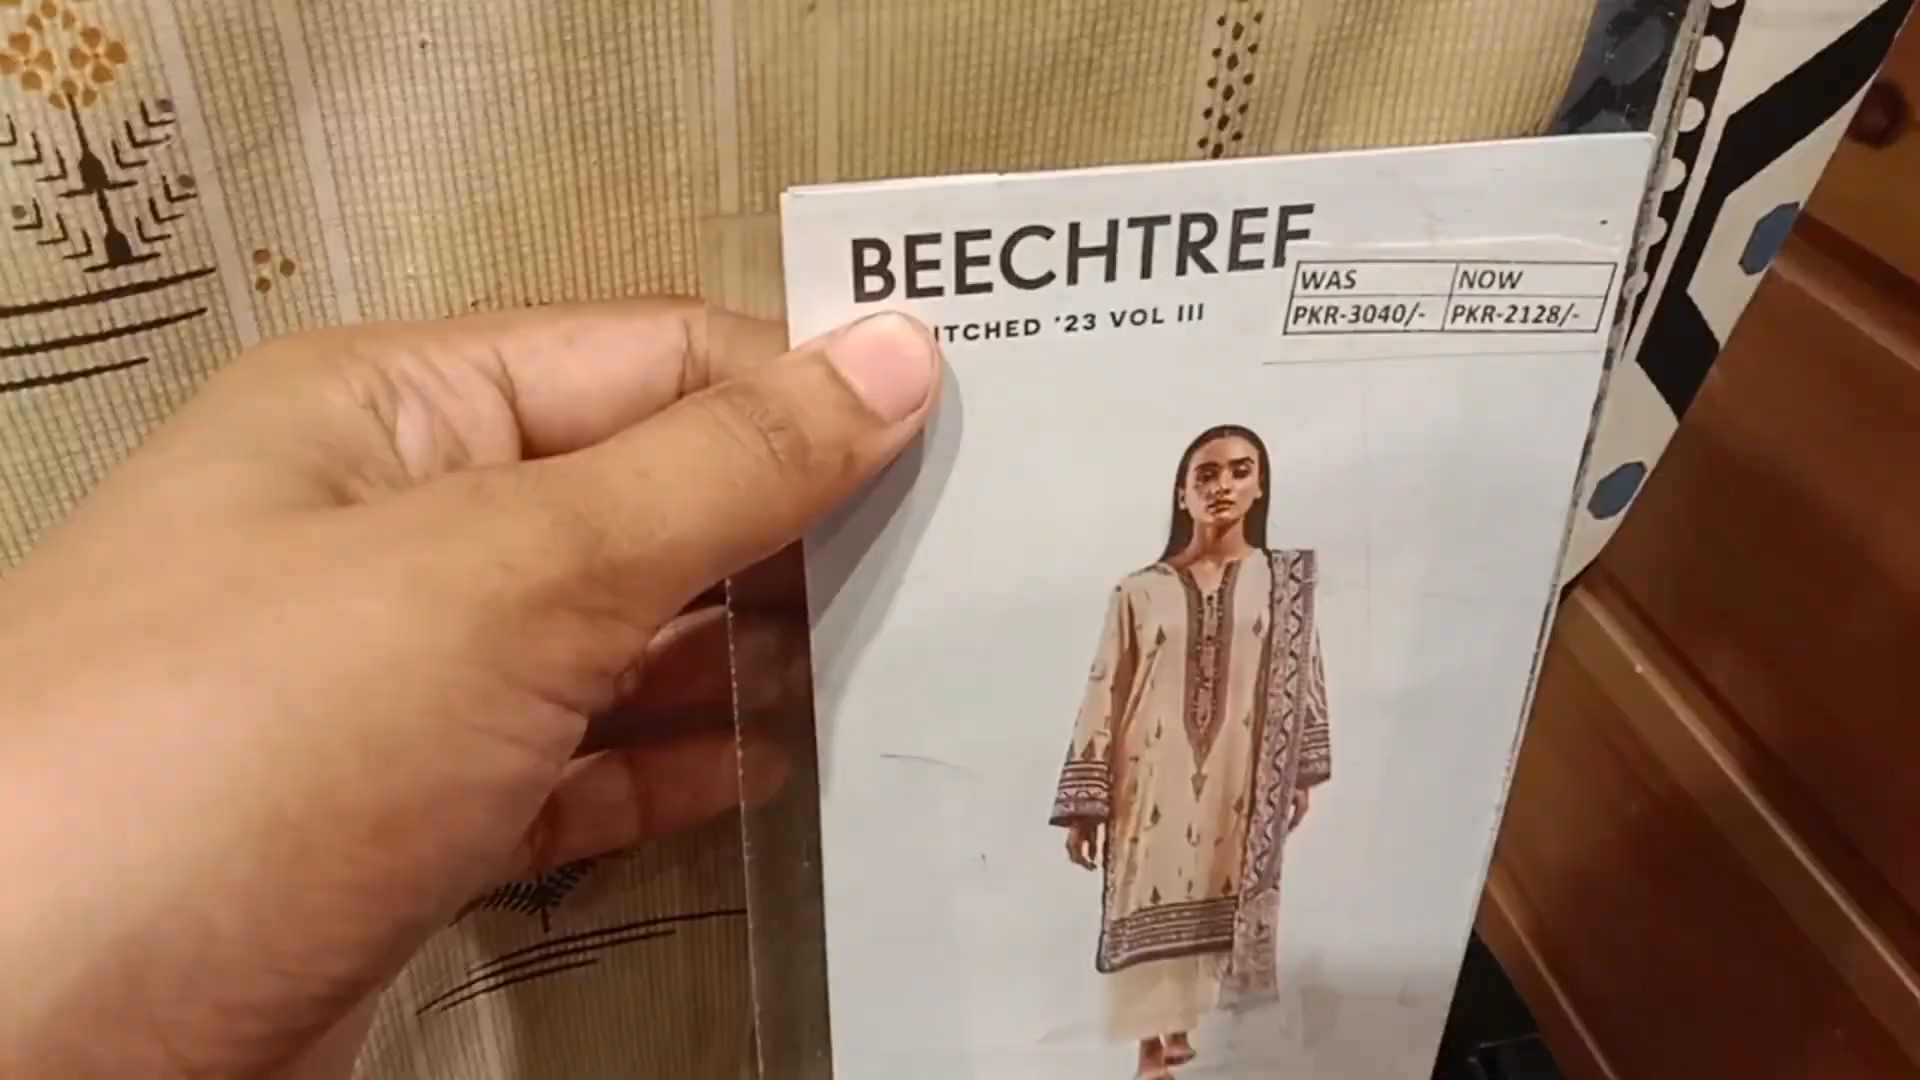 BEECHTREE
ITCHED '23 VOL III
WAS NOW
PKR-3040/- PKR-2128/-